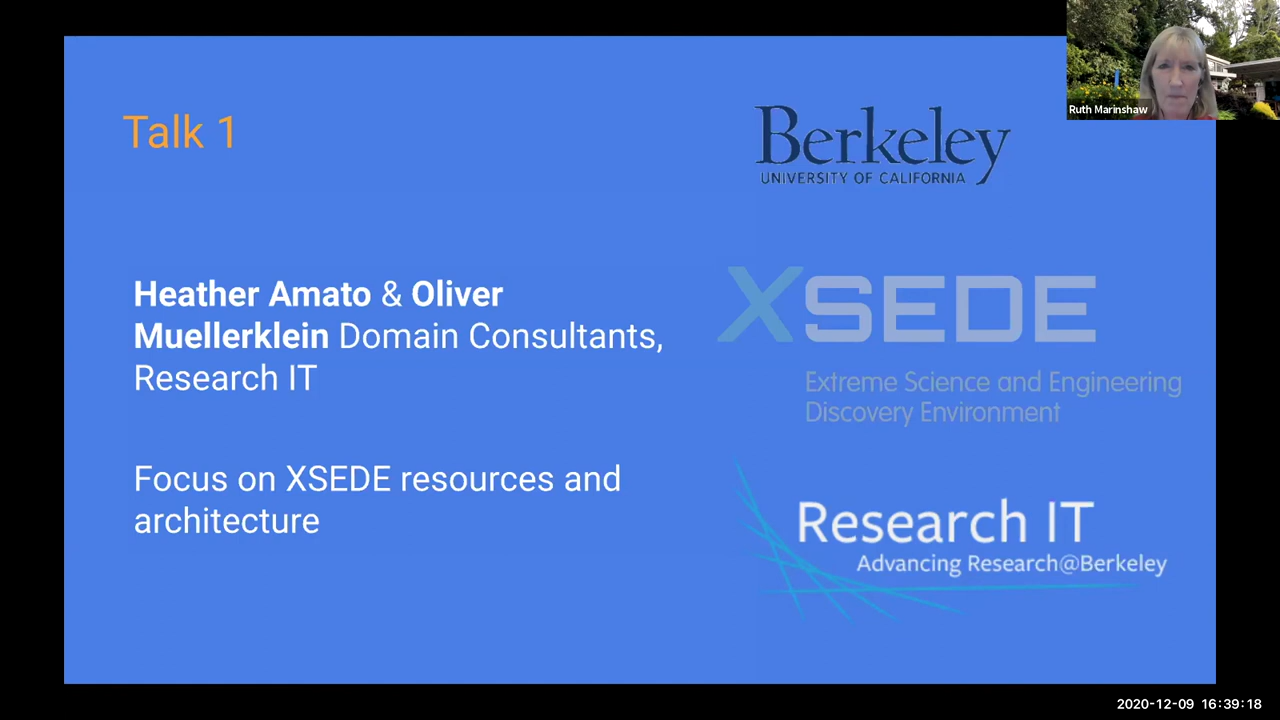 Talk 1
Berkeley
UNIVERSITY OF CALIFORNIA
Ruth Marinshaw
Heather Amato & Oliver
Muellerklein Domain Consultants,
Research IT
XSEDE
Extreme Science and Engineering
Discovery Environment
Focus on XSEDE resources and
architecture
Research IT
Advancing Research@Berkeley
2020-12-09 16:39:18